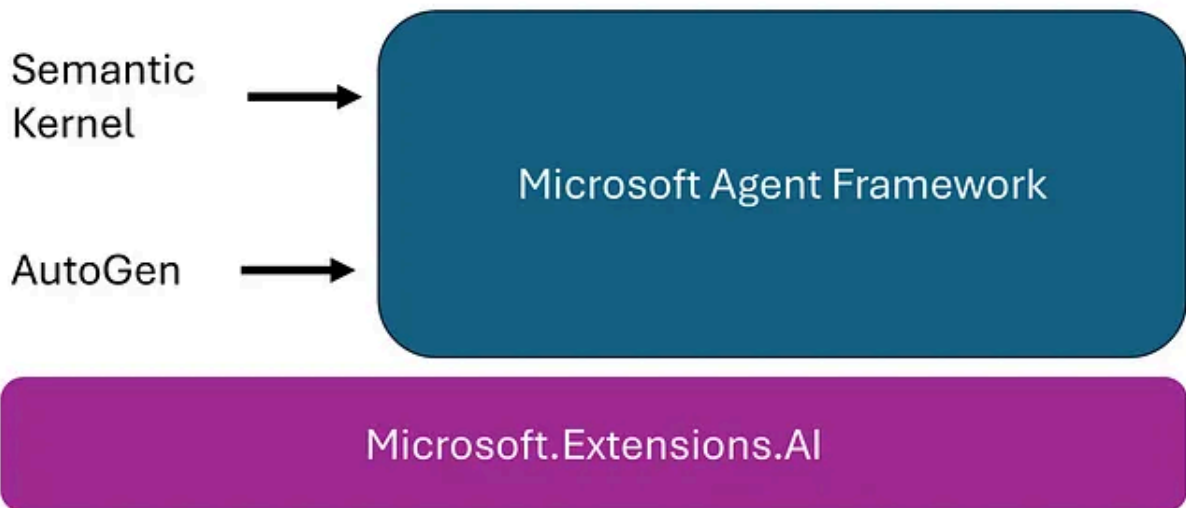 Semantic
Kernel
Microsoft Agent Framework
AutoGen
Microsoft.Extensions.AI